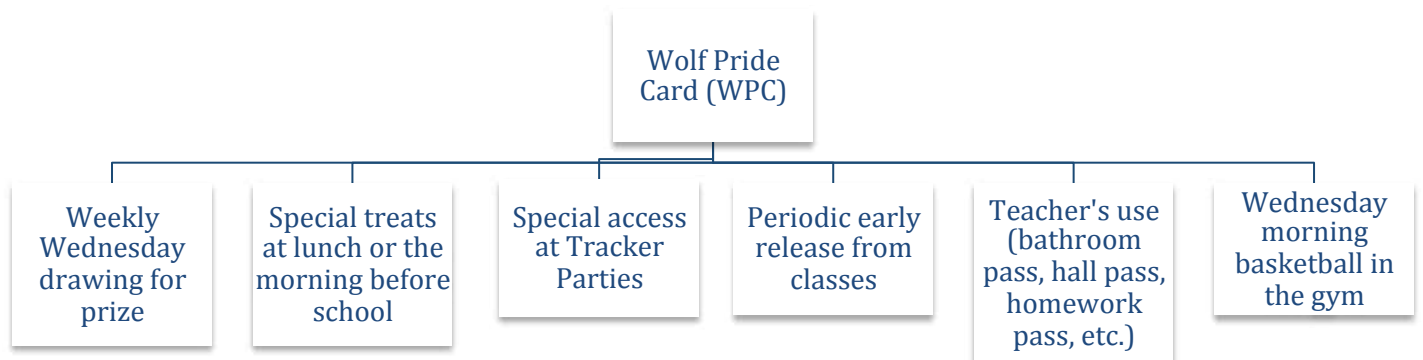 Wolf Pride
Card (WPC)
Weekly
Wednesday
drawing for
prize
Special treats
at lunch or the
morning before
school
Special access
at Tracker
Parties
Periodic early
release from
classes
Teacher's use
(bathroom
pass, hall pass,
homework
pass, etc.)
Wednesday
morning
basketball in
the gym